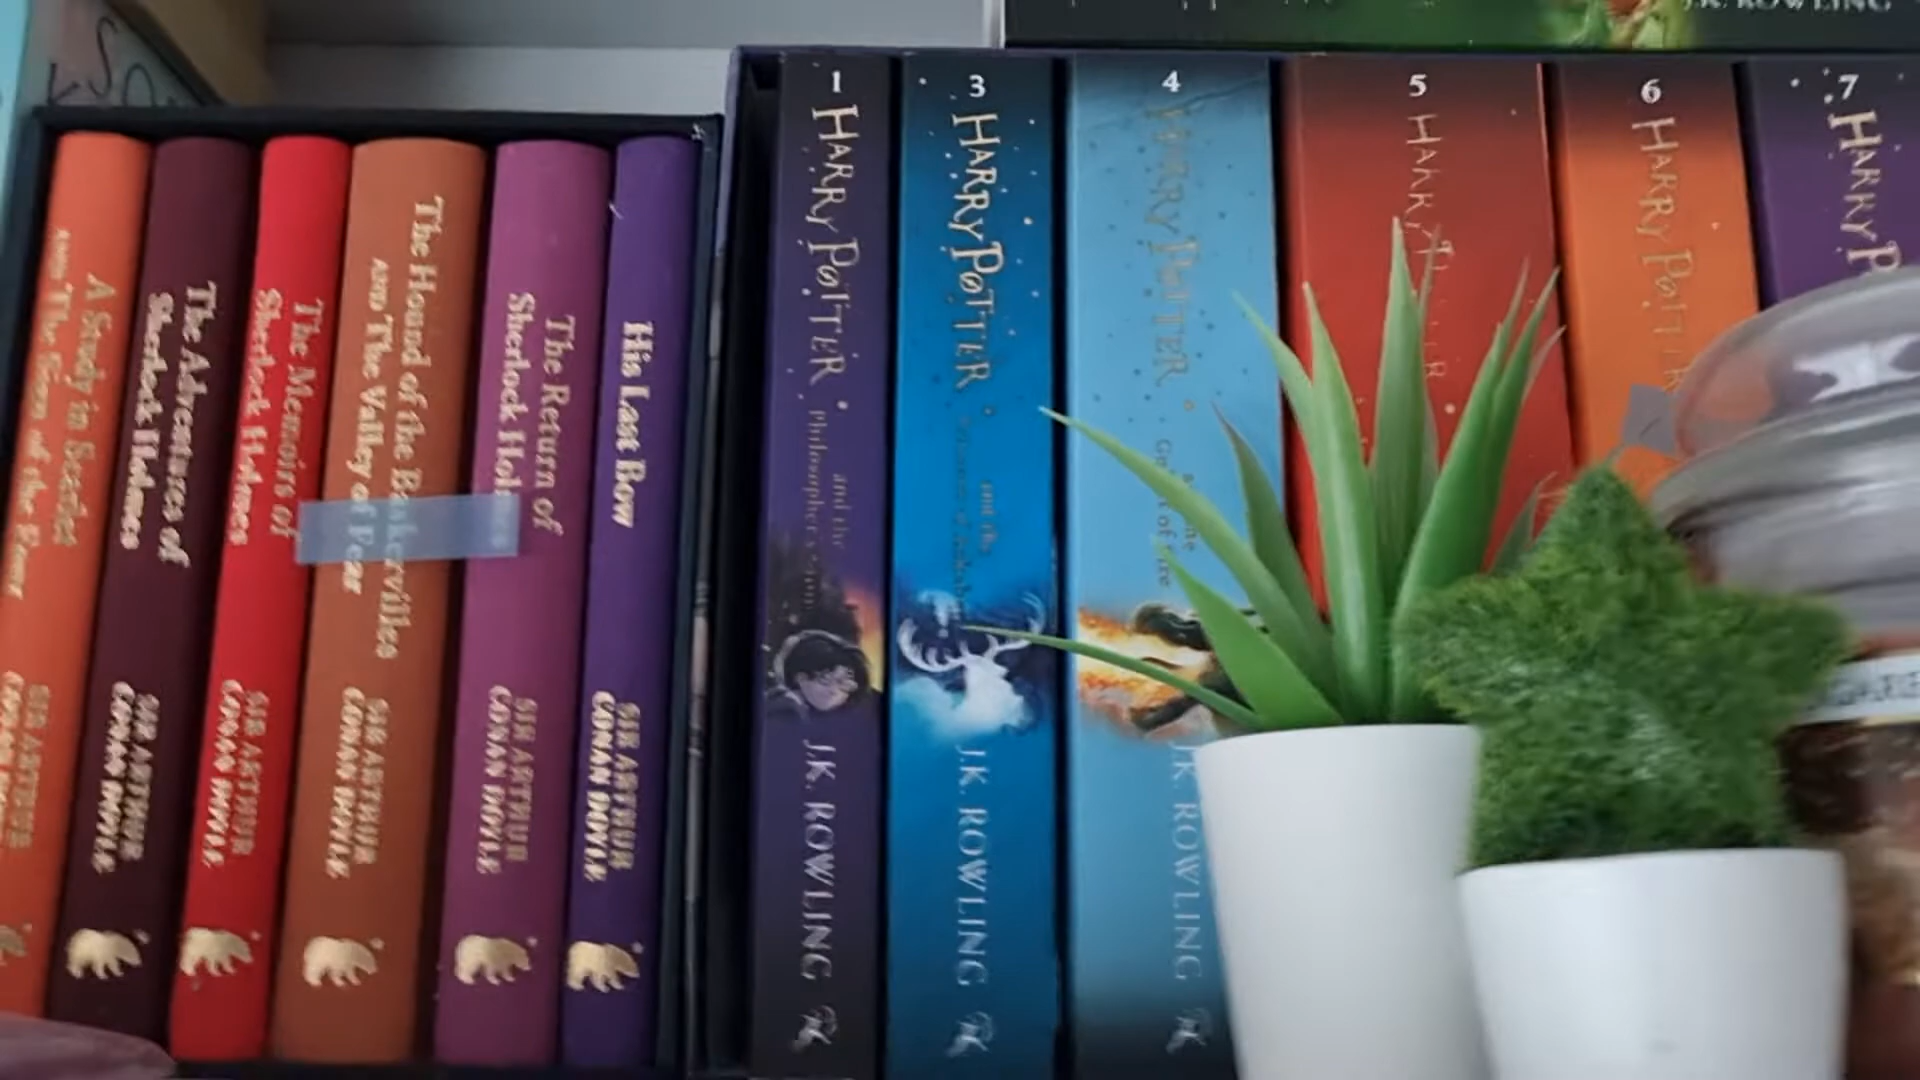 A Study in Scarlet
AND The Sign of the Four
SIR ARTHUR
CONAN DOYLE
The Adventures of
Sherlock Holmes
SIR ARTHUR
CONAN DOYLE
The Memoirs of
Sherlock Holmes
SIR ARTHUR
CONAN DOYLE
The Hound of the Baskervilles
AND The Valley of Fear
SIR ARTHUR
CONAN DOYLE
The Return of
Sherlock Holmes
SIR ARTHUR
CONAN DOYLE
His Last Bow
SIR ARTHUR
CONAN DOYLE
1
HARRY POTTER
and the
Philosopher's Stone
J.K. ROWLING
3
HARRY POTTER
and the
Prisoner of Azkaban
J.K. ROWLING
4
HARRY POTTER
and the
Goblet of Fire
J.K. ROWLING
5
HARRY POTTER
6
HARRY POTTER
7
HARRY P
J.K. ROWLING